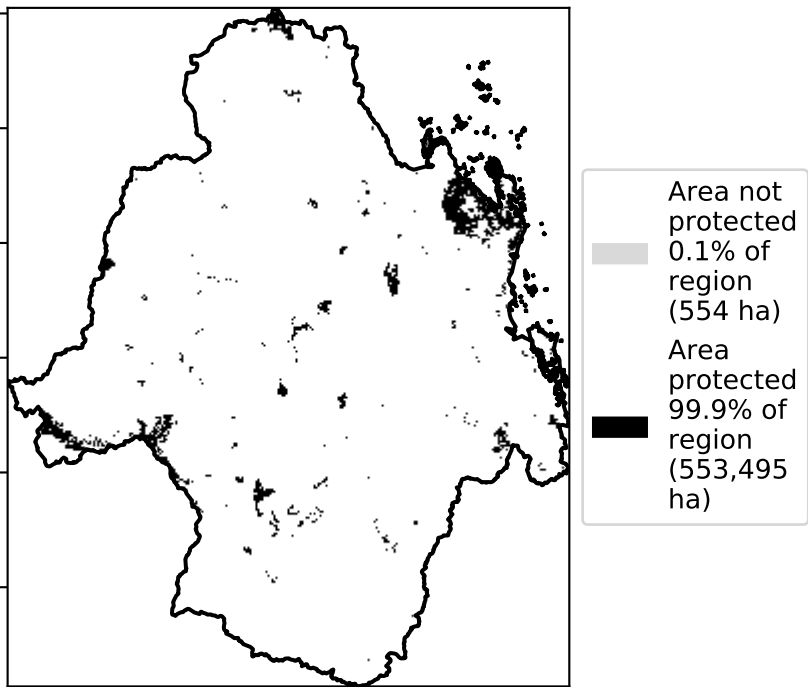 Area not
protected
0.1% of
region
(554 ha)
Area
protected
99.9% of
region
(553,495
ha)